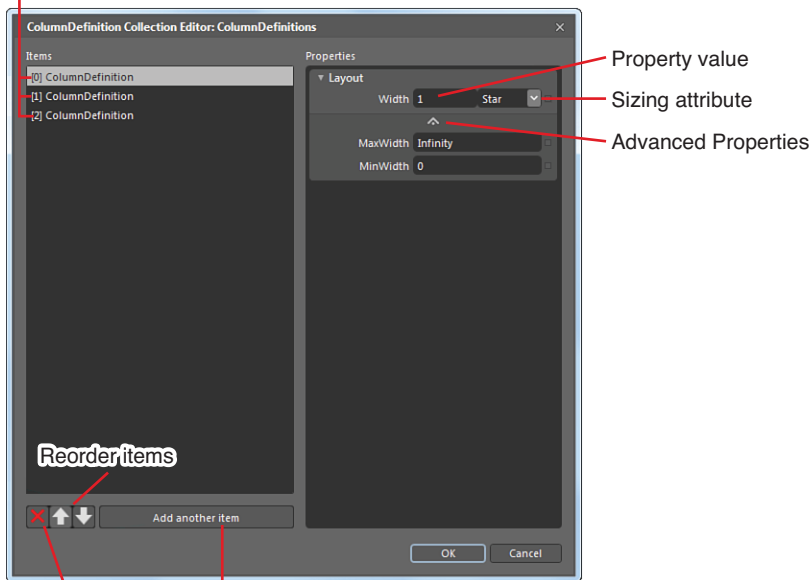 ColumnDefinition Collection Editor: ColumnDefinitions
Items
[0] ColumnDefinition
[1] ColumnDefinition
[2] ColumnDefinition
Properties
Layout
Width 1 Star
MaxWidth Infinity
MinWidth 0
Property value
Sizing attribute
Advanced Properties
Reorder items
Add another item
OK Cancel